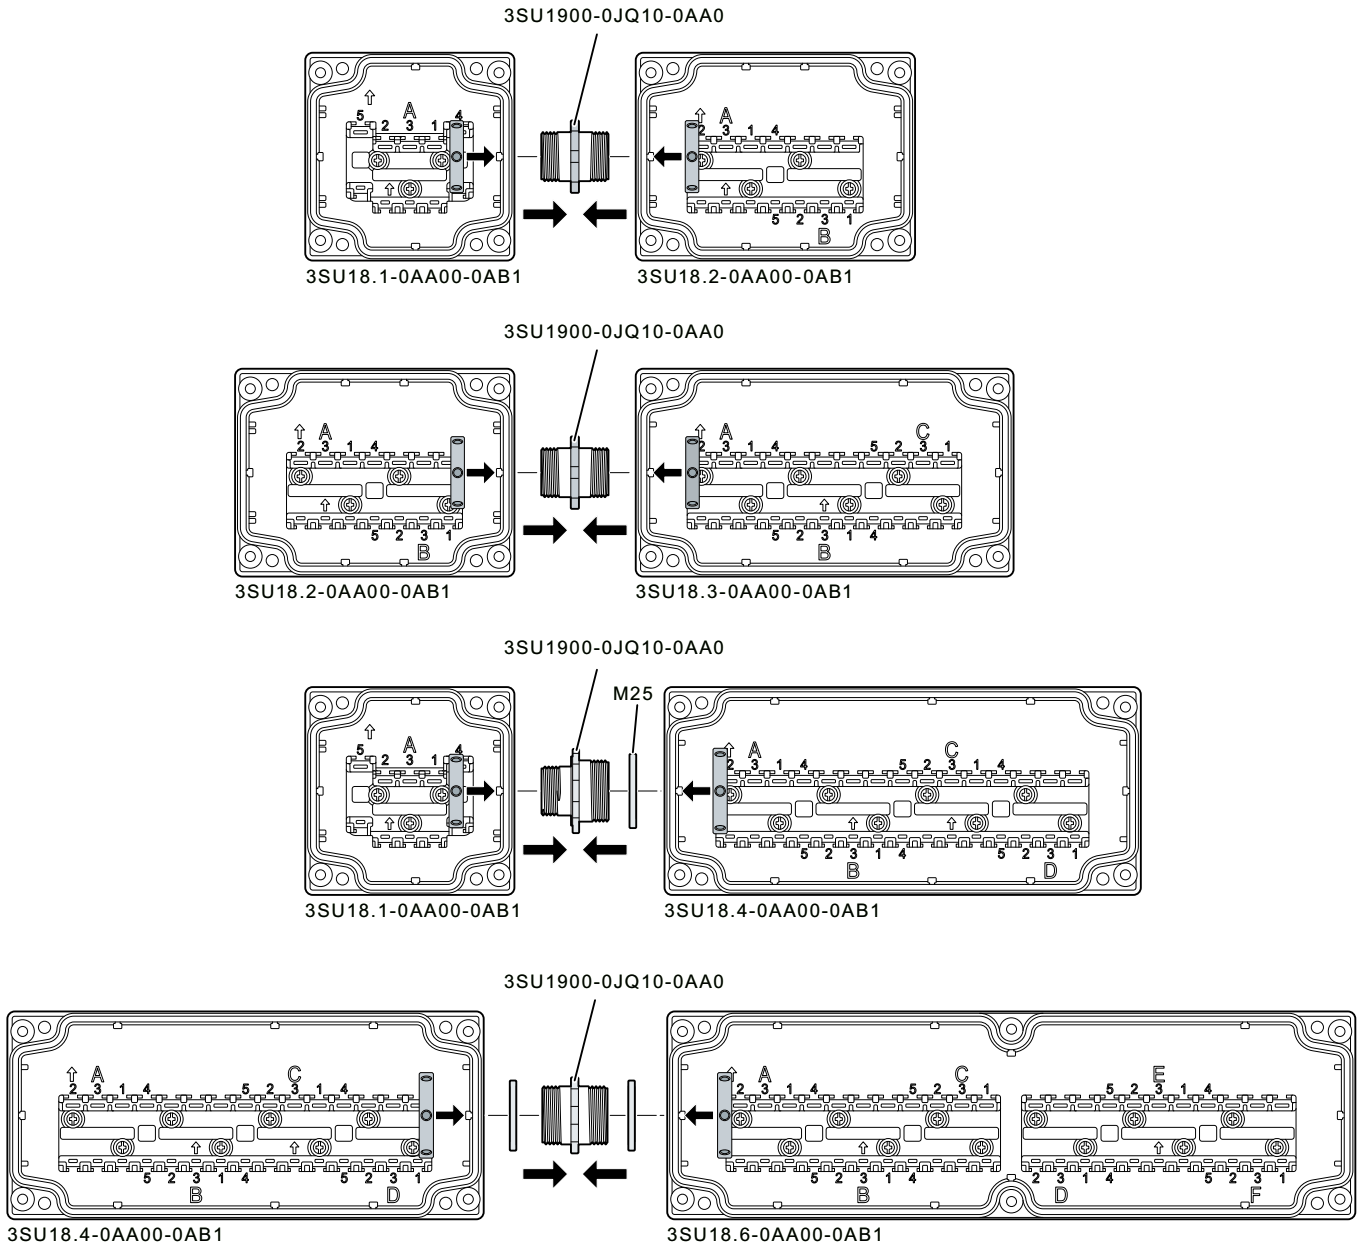 3SU1900-0JQ10-0AA0
A
5 2 3 1 4
A
2 3 1 4
5 2 3 1
B
3SU18.1-0AA00-0AB1
3SU18.2-0AA00-0AB1
3SU1900-0JQ10-0AA0
A
2 3 1 4
5 2 3 1
B
A C
2 3 1 4 5 2 3 1
5 2 3 1 4
B
3SU18.2-0AA00-0AB1
3SU18.3-0AA00-0AB1
3SU1900-0JQ10-0AA0
M25
A
5 2 3 1 4
A C
2 3 1 4 5 2 3 1 4
5 2 3 1 4 5 2 3 1
B D
3SU18.1-0AA00-0AB1
3SU18.4-0AA00-0AB1
3SU1900-0JQ10-0AA0
A C
2 3 1 4 5 2 3 1 4
5 2 3 1 4 5 2 3 1
B D
A C E
2 3 1 4 5 2 3 1 5 2 3 1 4
5 2 3 1 4 2 3 1 4 5 2 3 1
B D F
3SU18.4-0AA00-0AB1
3SU18.6-0AA00-0AB1